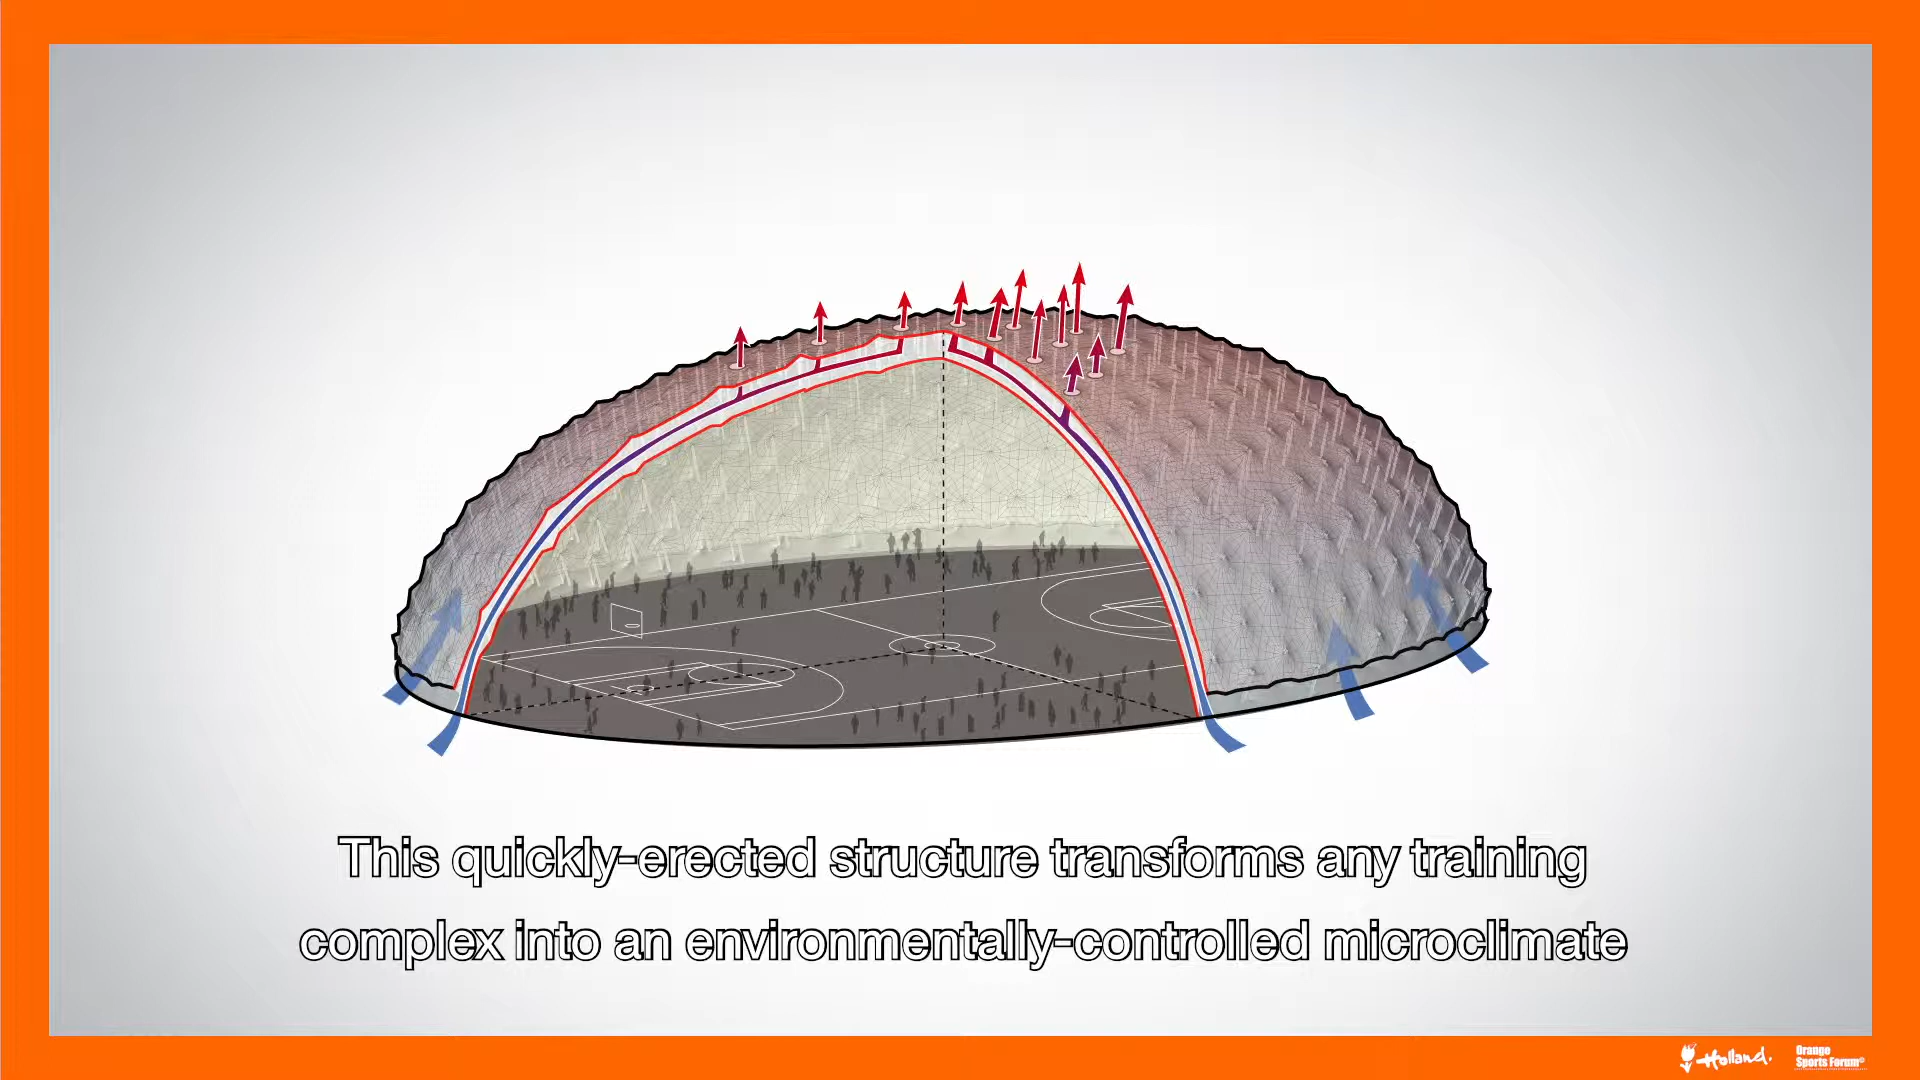 This quickly-erected structure transforms any training
complex into an environmentally-controlled microclimate
Holland.
Orange
Sports Forum®